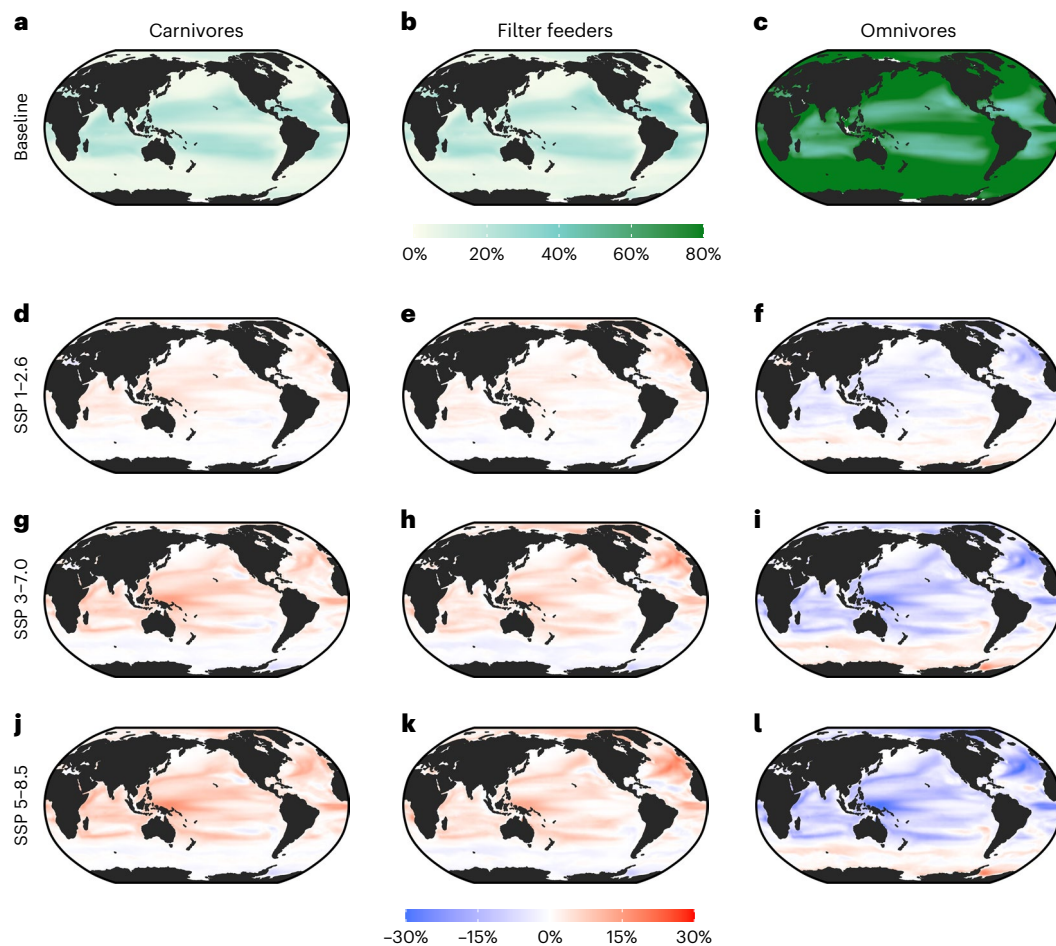 a
Carnivores
b
Filter feeders
c
Omnivores
Baseline
0%
20%
40%
60%
80%
d
e
f
SSP 1–2.6
g
h
i
SSP 3–7.0
j
k
l
SSP 5–8.5
–30%
–15%
0%
15%
30%